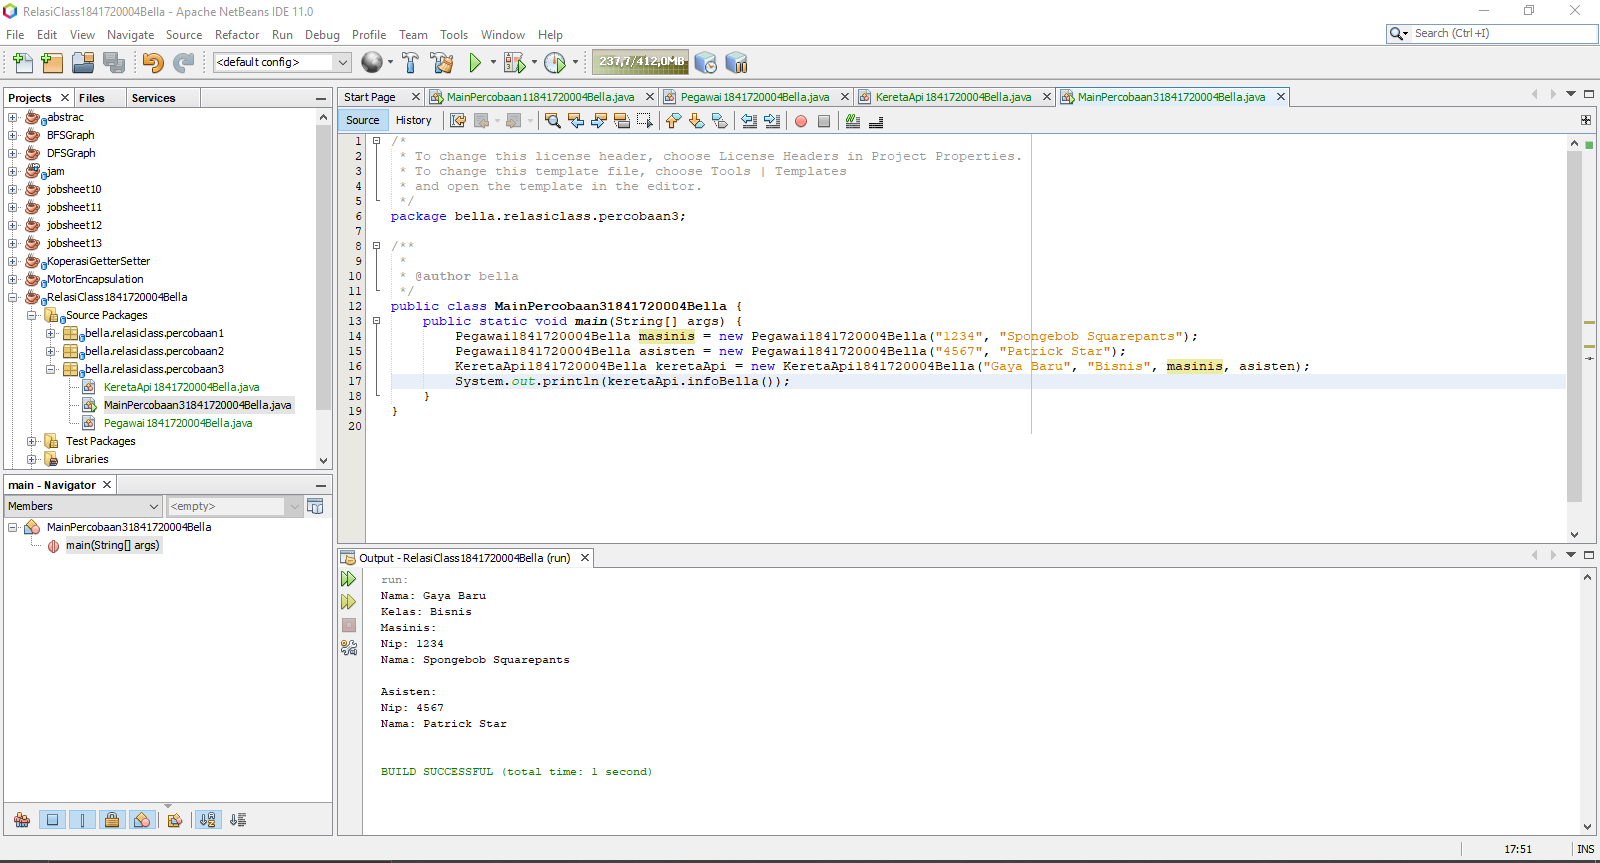 RelasiClass1841720004Bella - Apache NetBeans IDE 11.0
File Edit View Navigate Source Refactor Run Debug Profile Team Tools Window Help
Search (Ctrl+I)
<default config>
237,7/412,0MB
Projects Files Services
abstrac
BFSGraph
DFSGraph
jam
jobsheet10
jobsheet11
jobsheet12
jobsheet13
KoperasiGetterSetter
MotorEncapsulation
RelasiClass1841720004Bella
Source Packages
bella.relasiclass.percobaan1
bella.relasiclass.percobaan2
bella.relasiclass.percobaan3
KeretaApi1841720004Bella.java
MainPercobaan31841720004Bella.java
Pegawai1841720004Bella.java
Test Packages
Libraries
main - Navigator
Members <empty>
MainPercobaan31841720004Bella
main(String[] args)
Start Page MainPercobaan11841720004Bella.java Pegawai1841720004Bella.java KeretaApi1841720004Bella.java MainPercobaan31841720004Bella.java
Source History
1 /*
2 * To change this license header, choose License Headers in Project Properties.
3 * To change this template file, choose Tools | Templates
4 * and open the template in the editor.
5 */
6 package bella.relasiclass.percobaan3;
7
8 /**
9 *
10 * @author bella
11 */
12 public class MainPercobaan31841720004Bella {
13 public static void main(String[] args) {
14 Pegawai1841720004Bella masinis = new Pegawai1841720004Bella("1234", "Spongebob Squarepants");
15 Pegawai1841720004Bella asisten = new Pegawai1841720004Bella("4567", "Patrick Star");
16 KeretaApi1841720004Bella keretaApi = new KeretaApi1841720004Bella("Gaya Baru", "Bisnis", masinis, asisten);
17 System.out.println(keretaApi.infoBella());
18 }
19 }
20
Output - RelasiClass1841720004Bella (run)
run:
Nama: Gaya Baru
Kelas: Bisnis
Masinis:
Nip: 1234
Nama: Spongebob Squarepants
Asisten:
Nip: 4567
Nama: Patrick Star
BUILD SUCCESSFUL (total time: 1 second)
17:51 INS